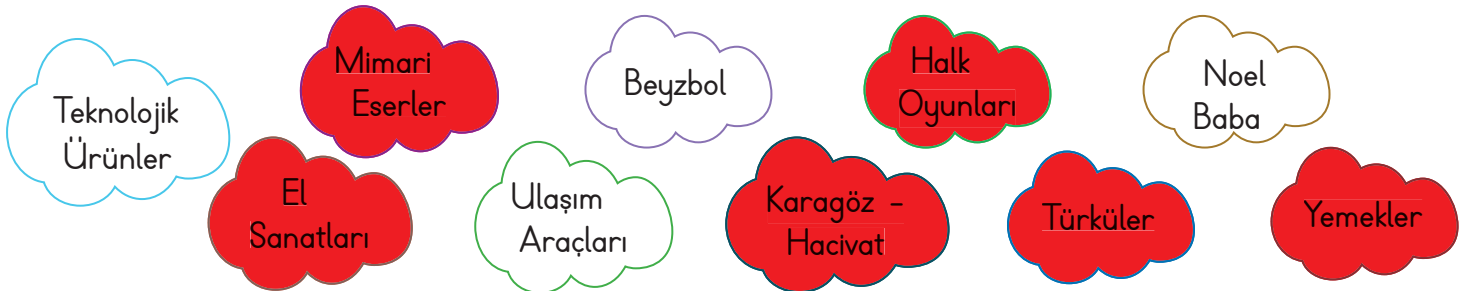 Teknolojik
Ürünler
Mimari
Eserler
Beyzbol
Halk
Oyunları
Noel
Baba
El
Sanatları
Ulaşım
Araçları
Karagöz -
Hacivat
Türküler
Yemekler